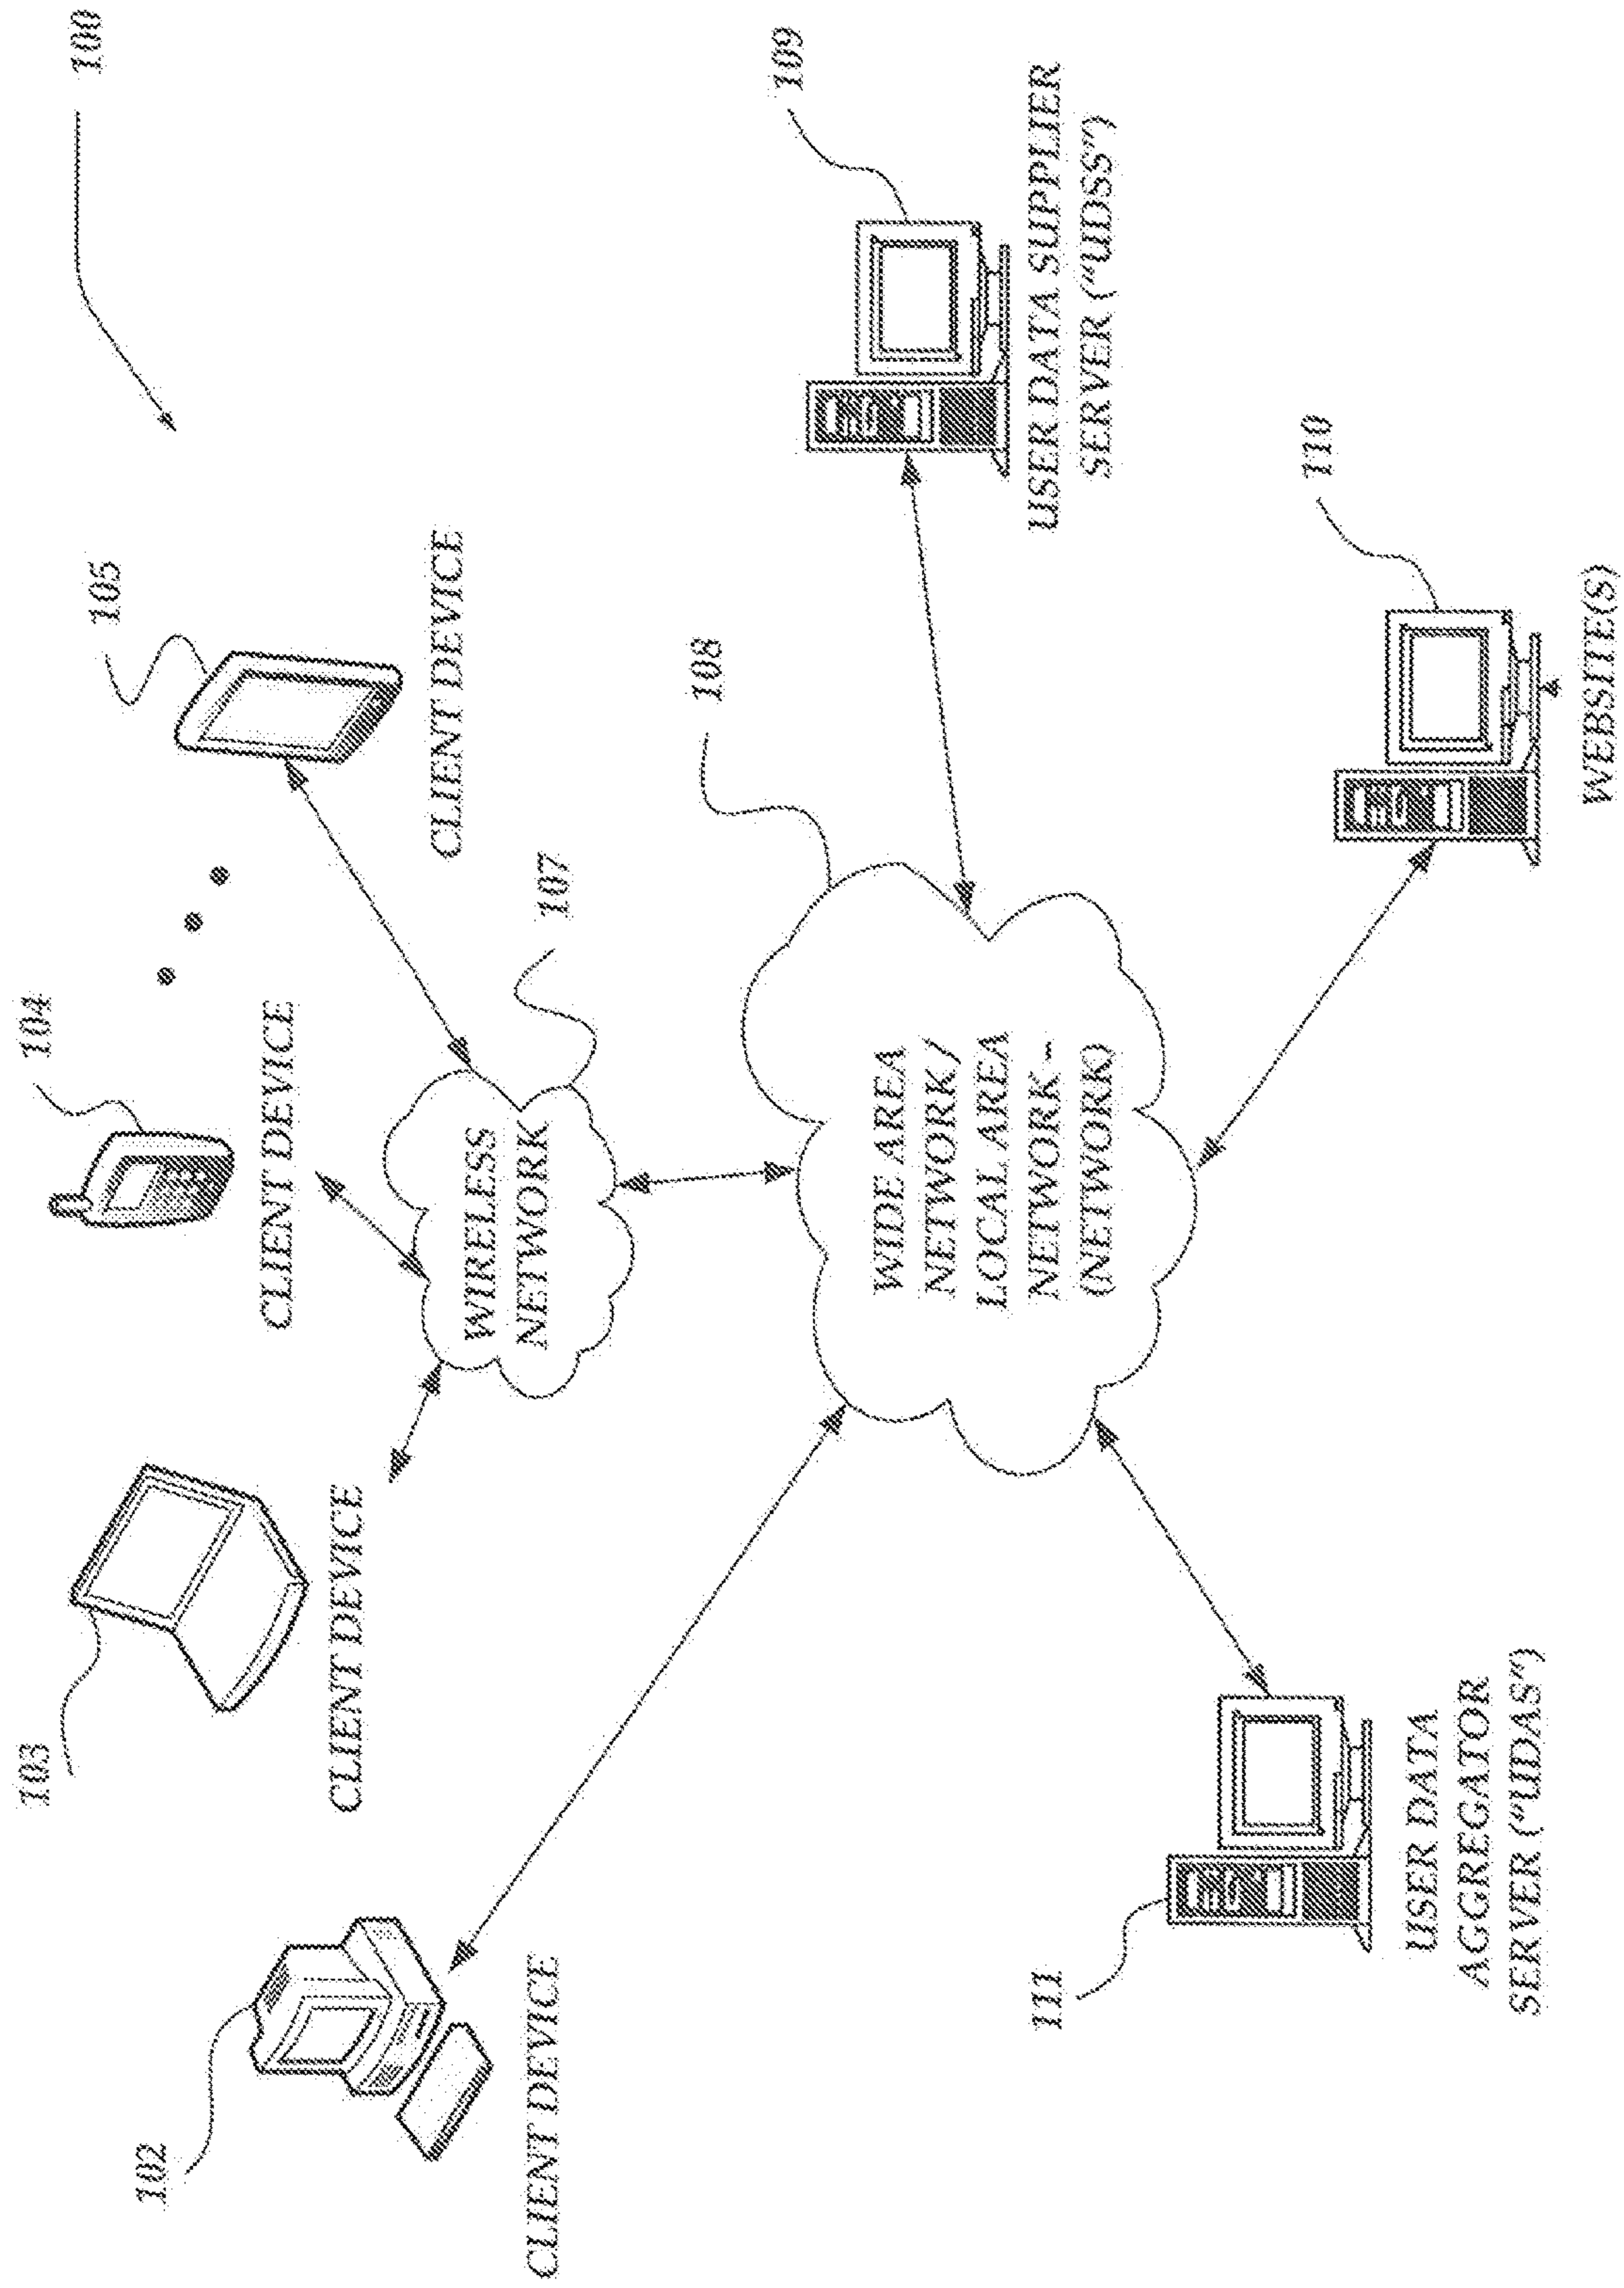 100
103
104
105
CLIENT DEVICE
102
CLIENT DEVICE
CLIENT DEVICE
107
CLIENT DEVICE
WIRELESS
NETWORK
108
109
WIDE AREA
NETWORK /
LOCAL AREA
NETWORK –
(NETWORK)
USER DATA SUPPLIER
SERVER ("UDSS")
111
110
USER DATA
AGGREGATOR
SERVER ("UDAS")
WEBSITE(S)